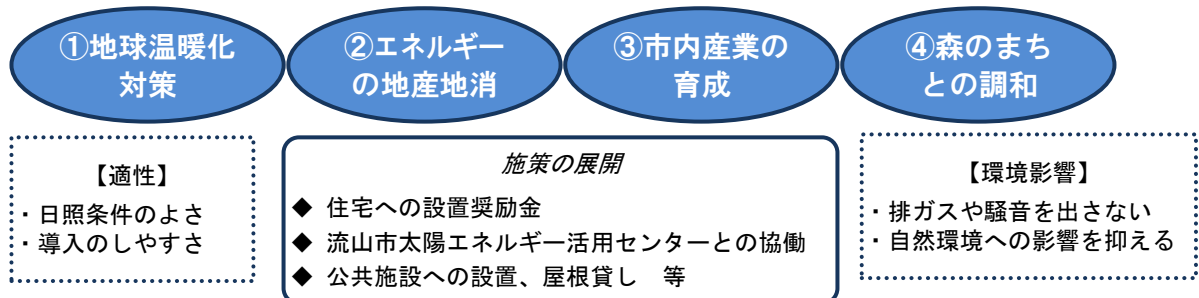 ①地球温暖化
対策
②エネルギー
の地産地消
③市内産業の
育成
④森のまち
との調和
【適性】
・日照条件のよさ
・導入のしやすさ
施策の展開
◆ 住宅への設置奨励金
◆ 流山市太陽エネルギー活用センターとの協働
◆ 公共施設への設置、屋根貸し　等
【環境影響】
・排ガスや騒音を出さない
・自然環境への影響を抑える